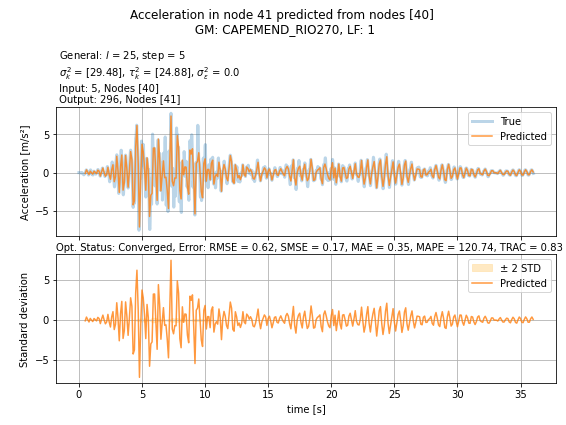 Acceleration in node 41 predicted from nodes [40]
GM: CAPEMEND_RIO270, LF: 1
General: l = 25, step = 5
σ²ₖ = [29.48], τ²ₖ = [24.88], σ²ε = 0.0
Input: 5, Nodes [40]
Output: 296, Nodes [41]
True
Predicted
5
0
−5
Acceleration [m/s²]
Opt. Status: Converged, Error: RMSE = 0.62, SMSE = 0.17, MAE = 0.35, MAPE = 120.74, TRAC = 0.83
± 2 STD
Predicted
5
0
−5
Standard deviation
0 5 10 15 20 25 30 35
time [s]